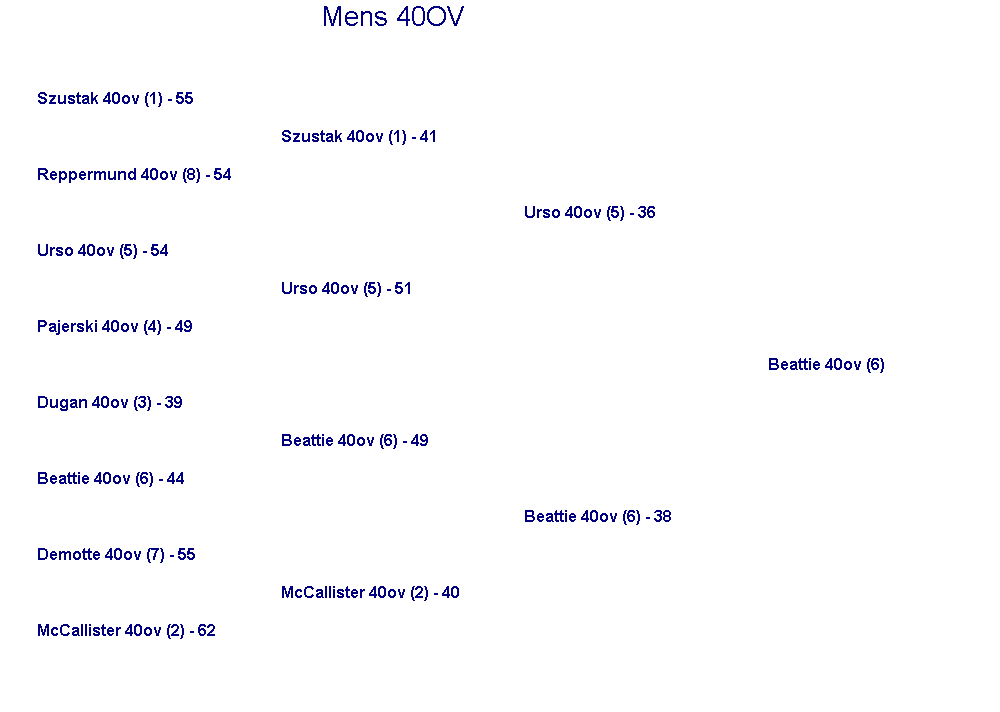 Mens 40OV
Szustak 40ov (1) - 55
Szustak 40ov (1) - 41
Reppermund 40ov (8) - 54
Urso 40ov (5) - 36
Urso 40ov (5) - 54
Urso 40ov (5) - 51
Pajerski 40ov (4) - 49
Beattie 40ov (6)
Dugan 40ov (3) - 39
Beattie 40ov (6) - 49
Beattie 40ov (6) - 44
Beattie 40ov (6) - 38
Demotte 40ov (7) - 55
McCallister 40ov (2) - 40
McCallister 40ov (2) - 62